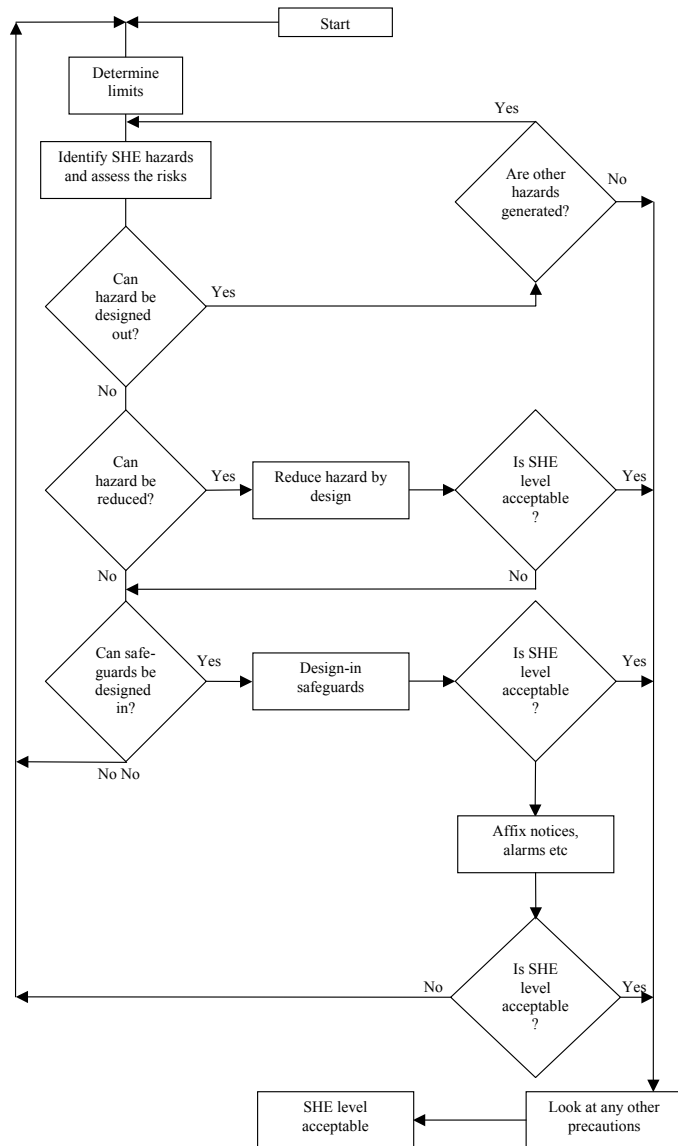 Start
Determine
limits
Yes
Identify SHE hazards
and assess the risks
Are other
hazards
generated?
No
Can
hazard be
designed
out?
Yes
No
Can
hazard be
reduced?
Yes
Reduce hazard by
design
Is SHE
level
acceptable
?
Yes
No
No
Can safe-
guards be
designed
in?
Yes
Design-in
safeguards
Is SHE
level
acceptable
?
Yes
No No
Affix notices,
alarms etc
No
Is SHE
level
acceptable
?
Yes
SHE level
acceptable
Look at any other
precautions